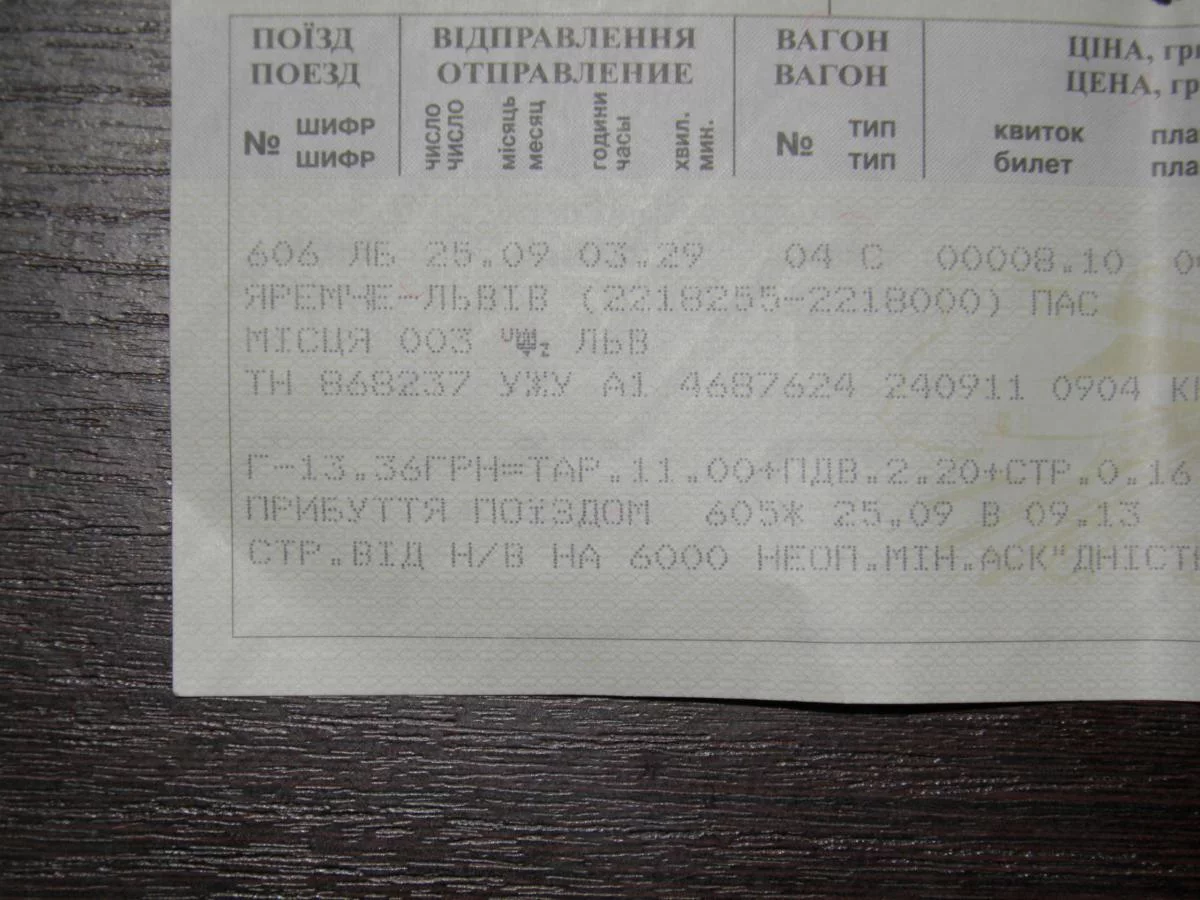 ПОЇЗД ВІДПРАВЛЕННЯ ВАГОН ЦІНА, гр
ПОЕЗД ОТПРАВЛЕНИЕ ВАГОН ЦЕНА, гр
№ ШИФР число місяць години хвил. № ТИП квиток пла
ШИФР число месяц часы мин. ТИП билет пла
606 ЛБ 25.09 03.29 04 С 00008.10
ЯРЕМЧЕ-ЛЬВІВ (2218255-2218000) ПАС
МІСЦЯ 003 ЛЬВ
ТН 868237 УЖУ А1 4687624 240911 0904
Г-13.36ГРН=ТАР.11.00+ПДВ.2.20+СТР.0.16
ПРИБУТТЯ ПОїЗДОМ 605Ж 25.09 В 09.13
СТР.ВІД Н/В НА 6000 НЕОП.МІН.АСК"ДНІСТ